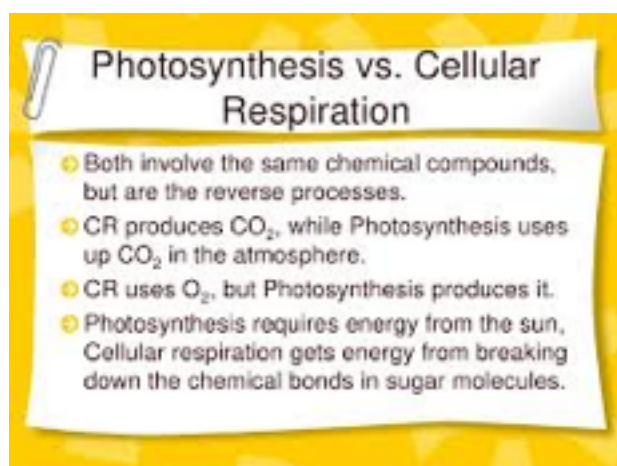 Photosynthesis vs. Cellular
Respiration
Both involve the same chemical compounds,
but are the reverse processes.
CR produces CO₂, while Photosynthesis uses
up CO₂ in the atmosphere.
CR uses O₂, but Photosynthesis produces it.
Photosynthesis requires energy from the sun,
Cellular respiration gets energy from breaking
down the chemical bonds in sugar molecules.